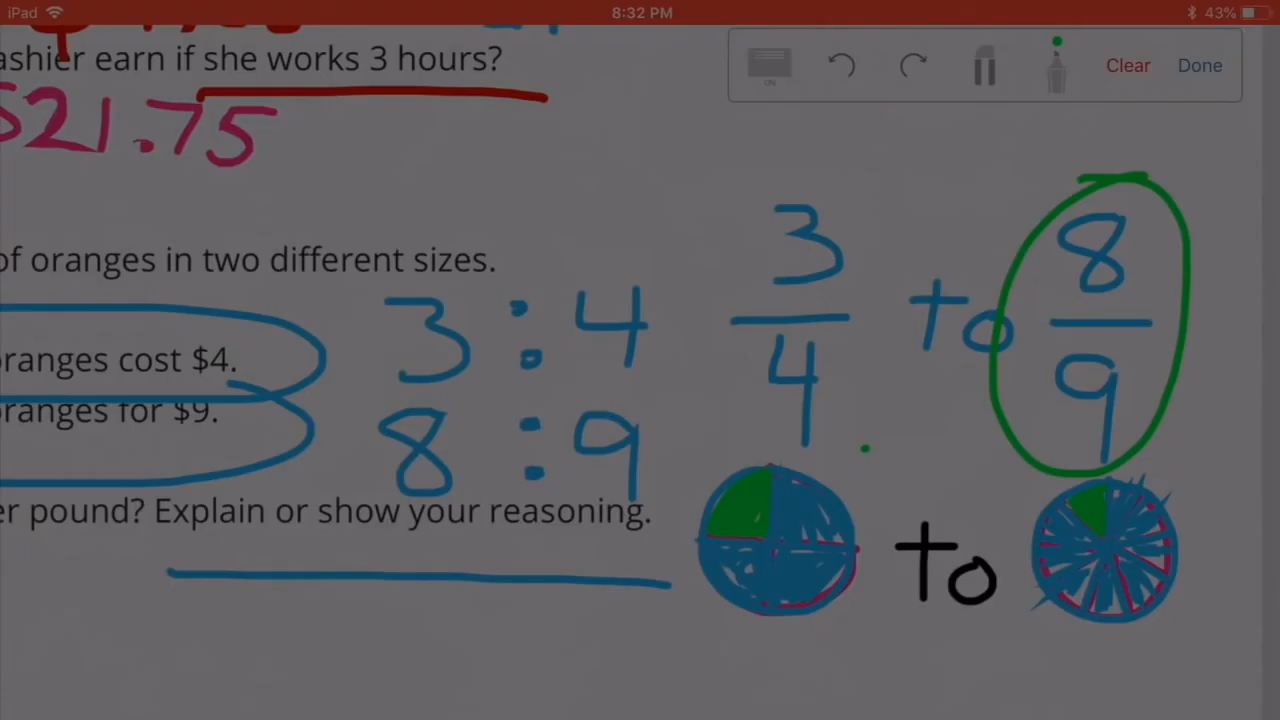 iPad 8:32 PM 43%
ashier earn if she works 3 hours?
ON Clear Done
$21.75
of oranges in two different sizes.
3 : 4
3/4 to 8/9
oranges cost $4.
oranges for $9.
8 : 9
er pound? Explain or show your reasoning.
to